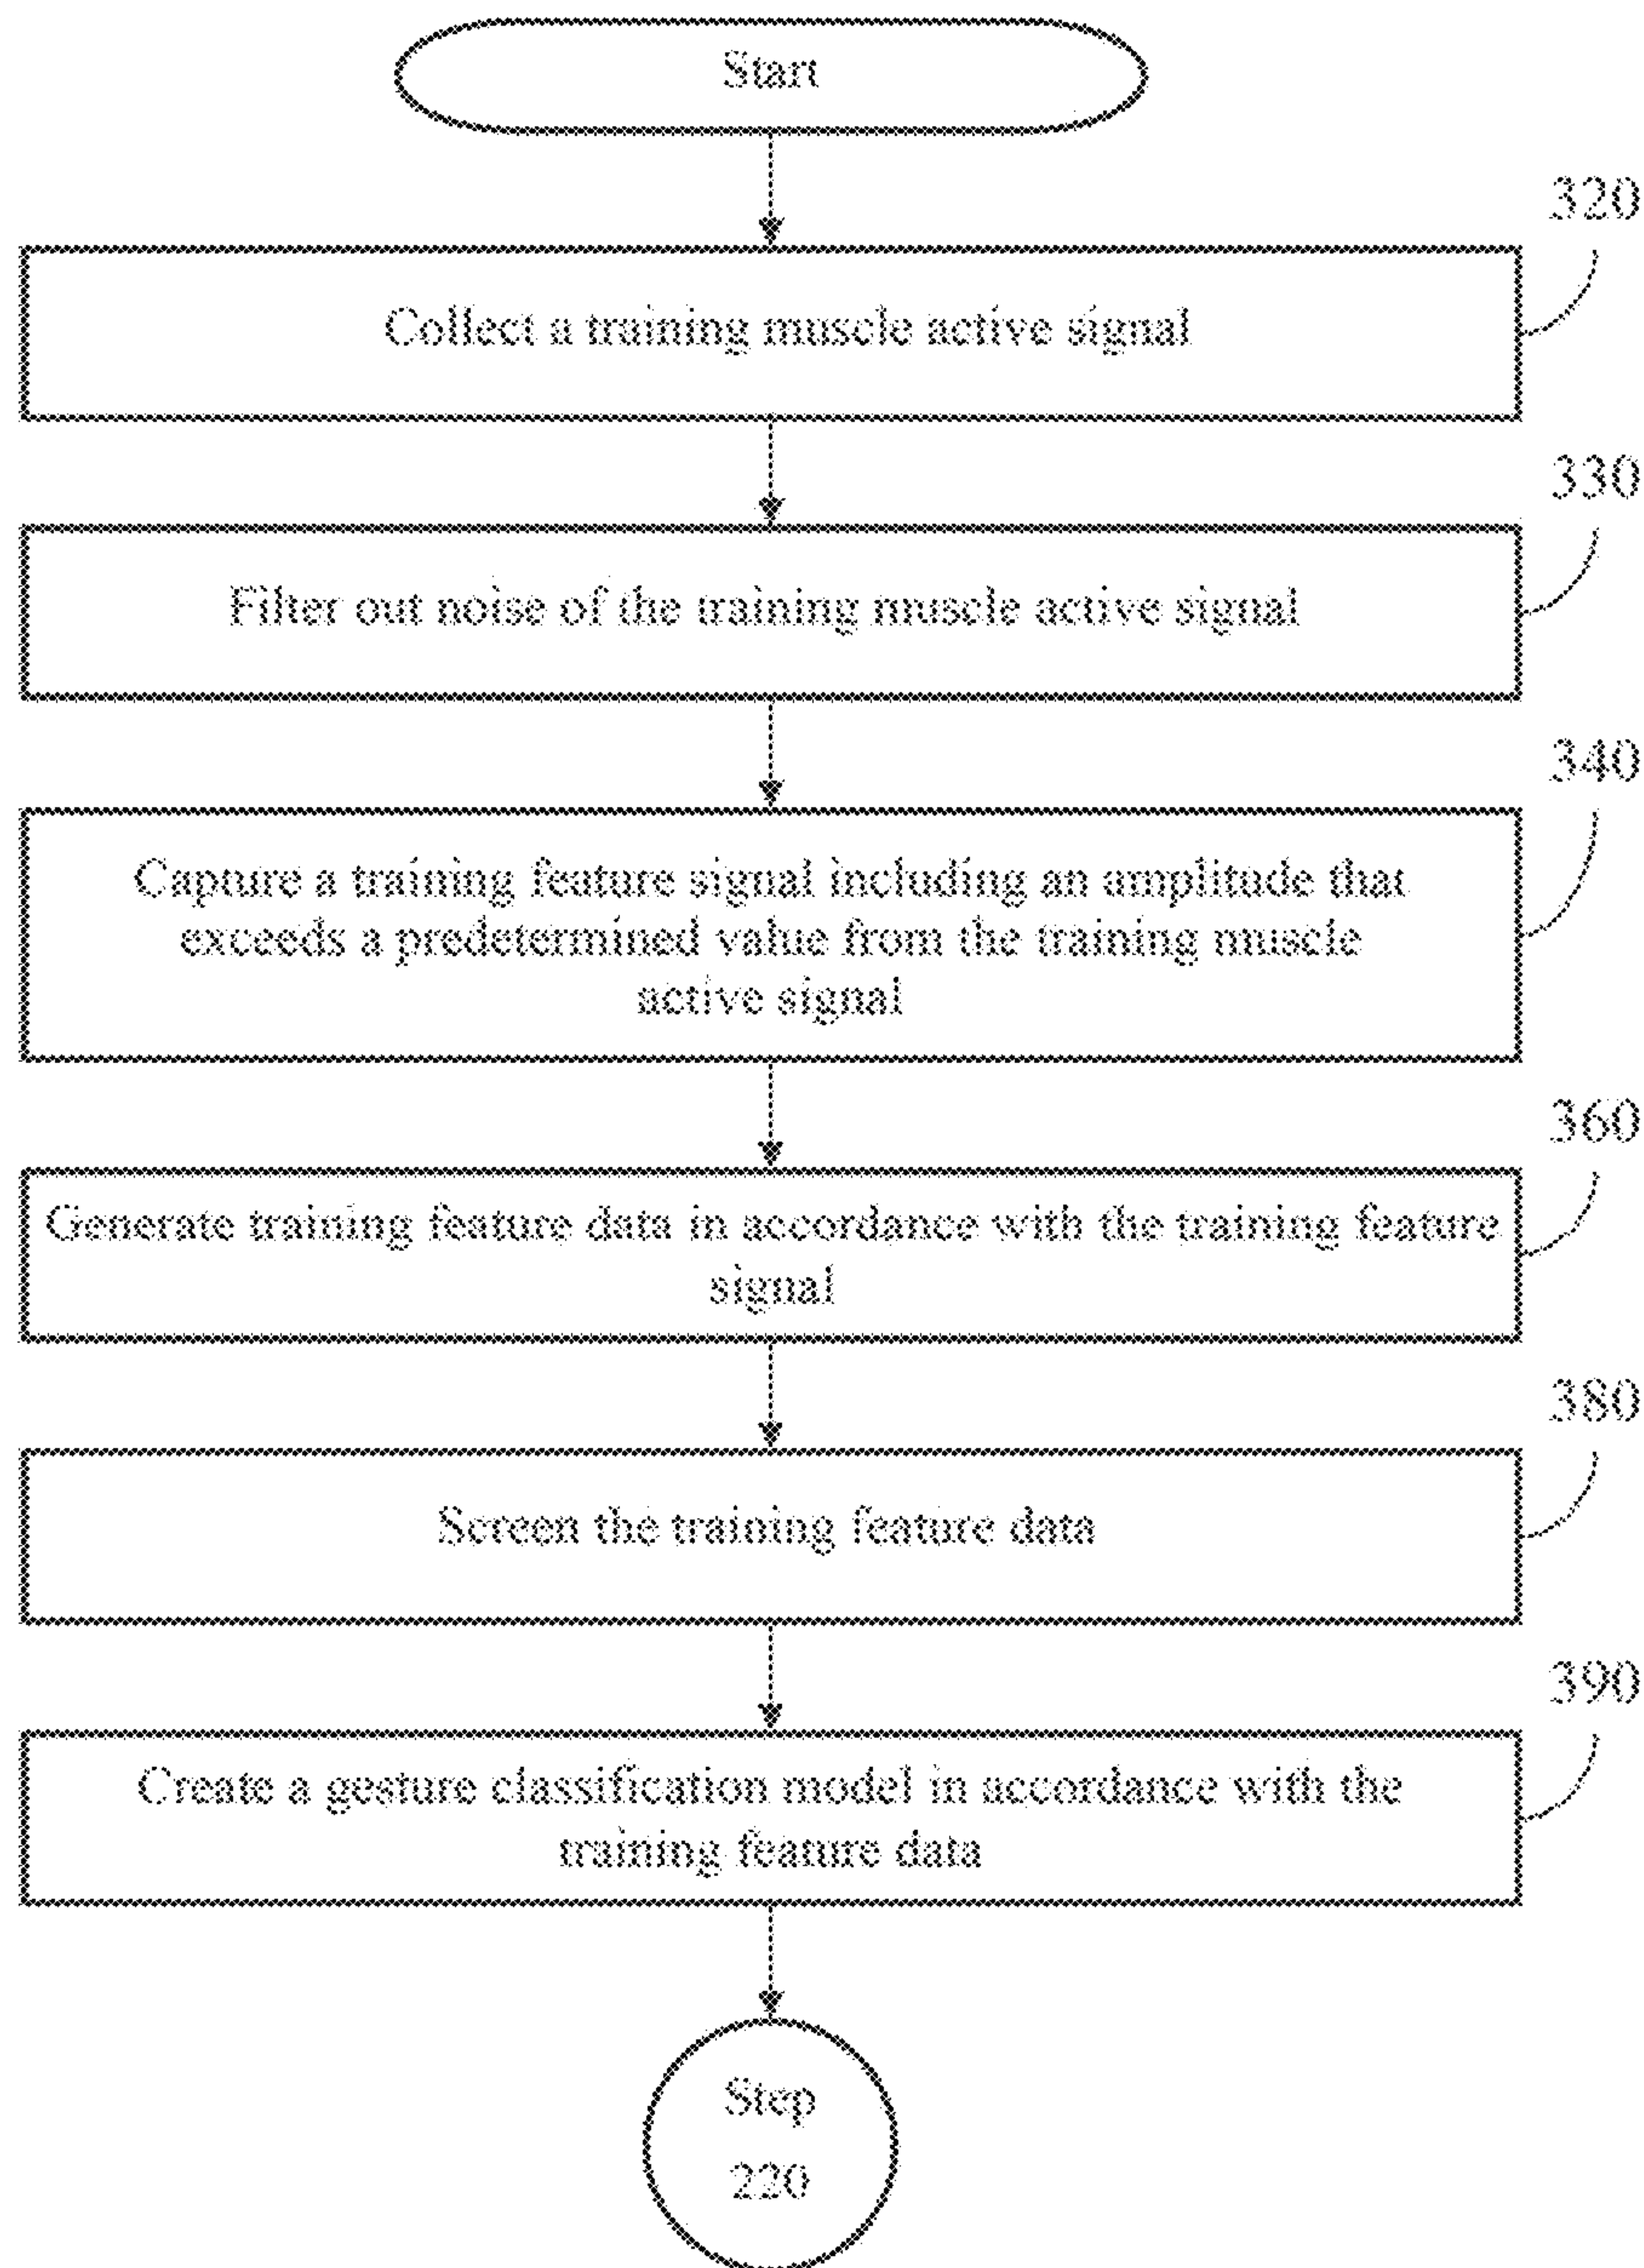 Start
320
Collect a training muscle active signal
330
Filter out noise of the training muscle active signal
340
Capture a training feature signal including an amplitude that
exceeds a predetermined value from the training muscle
active signal
360
Generate training feature data in accordance with the training feature
signal
380
Screen the training feature data
390
Create a gesture classification model in accordance with the
training feature data
Step
220